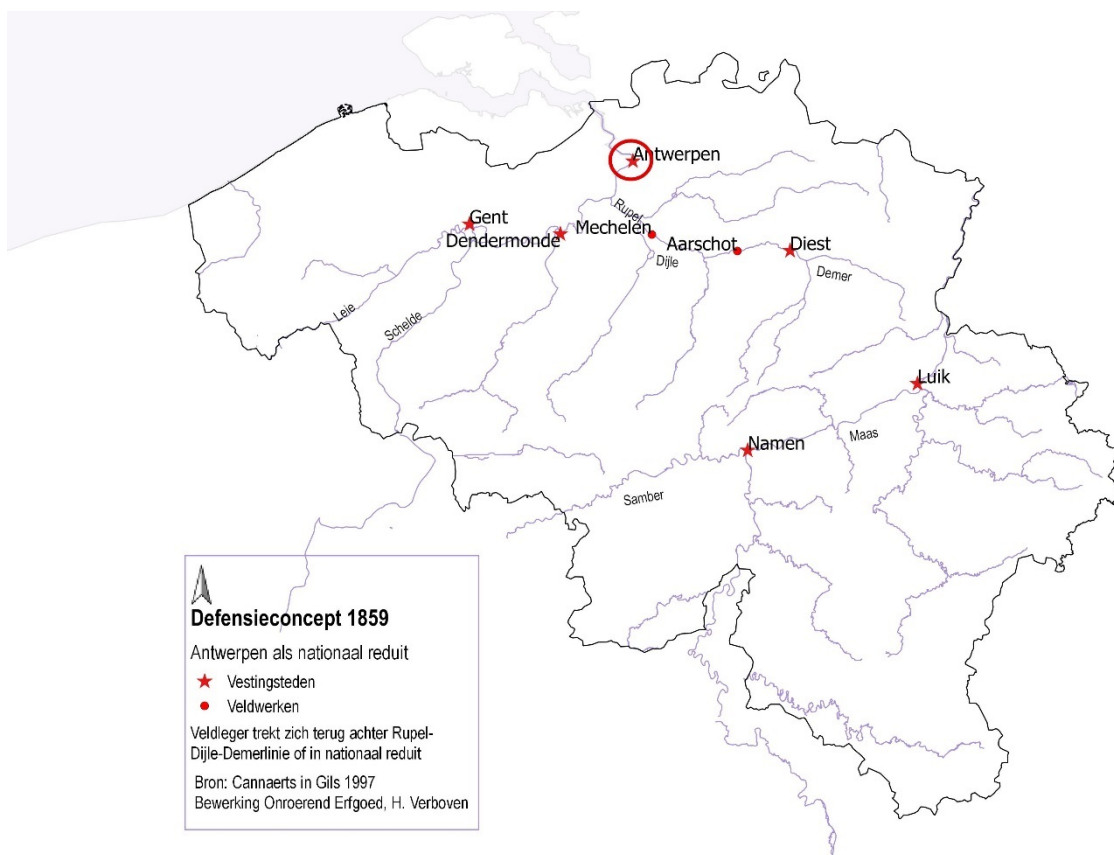 Antwerpen
Gent
Dendermonde
Rupel
Mechelen
Aarschot
Diest
Dijle
Demer
Leie
Schelde
Luik
Maas
Namen
Samber
Defensieconcept 1859
Antwerpen als nationaal reduit
Vestingsteden
Veldwerken
Veldleger trekt zich terug achter Rupel-
Dijle-Demerlinie of in nationaal reduit
Bron: Cannaerts in Gils 1997
Bewerking Onroerend Erfgoed, H. Verboven